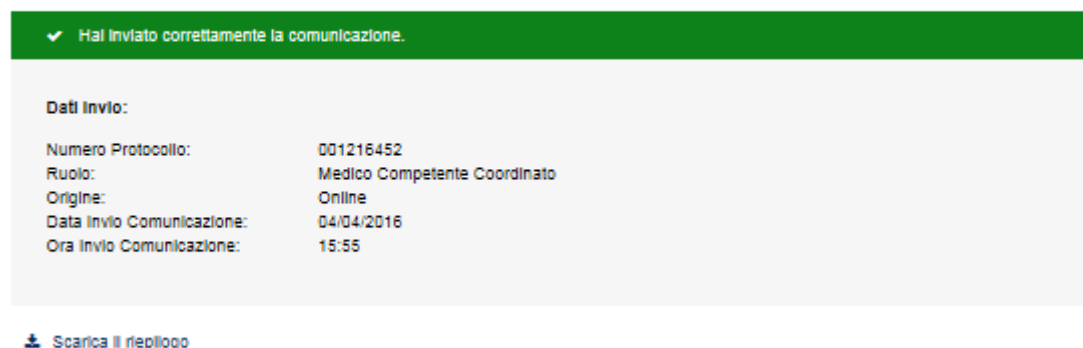 Hai inviato correttamente la comunicazione.
Dati Invio:
Numero Protocollo: 001216452
Ruolo: Medico Competente Coordinato
Origine: Online
Data Invio Comunicazione: 04/04/2016
Ora Invio Comunicazione: 15:55
Scarica il riepilogo